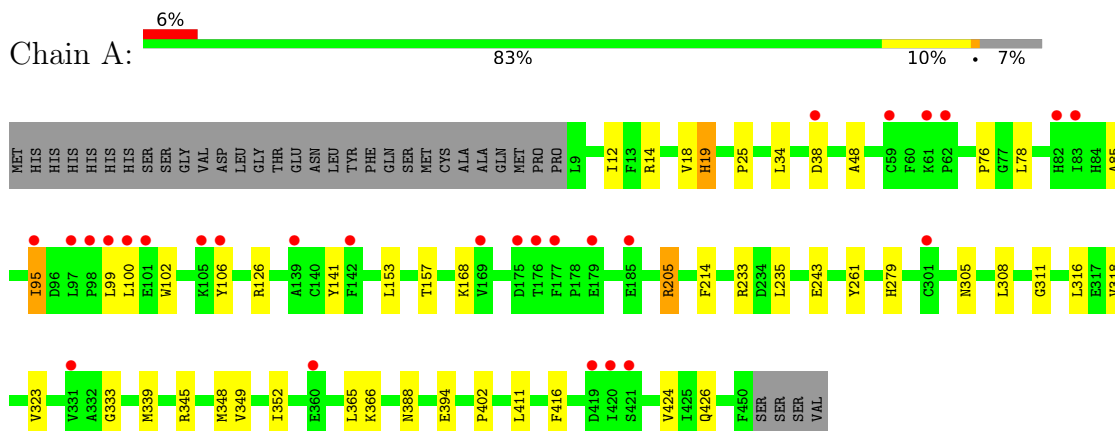 6%
Chain A:
83% 10% • 7%
MET HIS HIS HIS HIS HIS HIS SER SER GLY VAL ASP LEU GLY THR GLU ASN LEU TYR PHE GLN SER MET CYS ALA ALA GLN MET PRO PRO L9 I12 F13 R14 V18 H19 P25 L34 D38 A48 C59 F60 K61 P62 P76 G77 L78 H82 I83 H84 A85
I95 D96 L97 P98 L99 L100 E101 W102 K105 Y106 R126 A139 C140 Y141 F142 L153 T157 K168 V169 D175 T176 F177 P178 E179 E185 R205 F214 R233 D234 L235 E243 Y261 H279 C301 N305 L308 G311 L316 E317 V318
V323 V331 A332 G333 M339 R345 M348 V349 I352 E360 L365 K366 N388 E394 P402 L411 F416 D419 I420 S421 V424 I425 Q426 F450 SER SER SER VAL